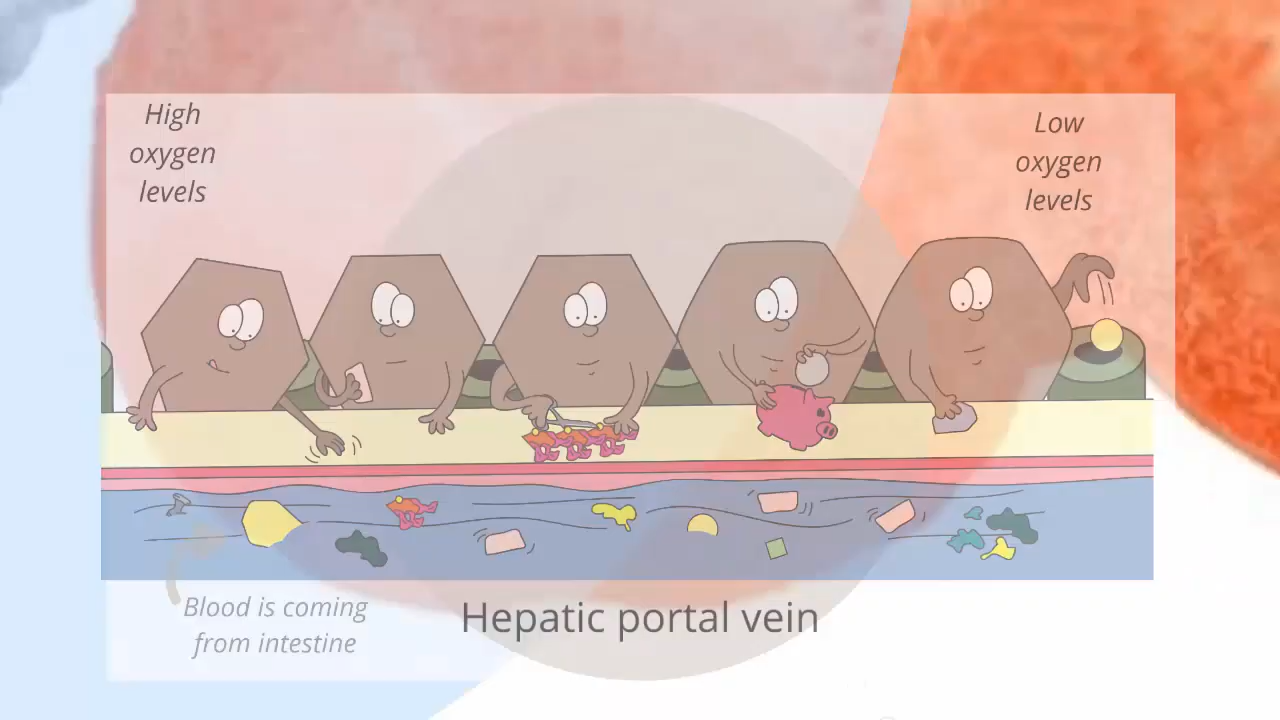 High
oxygen
levels
Low
oxygen
levels
Blood is coming
from intestine
Hepatic portal vein